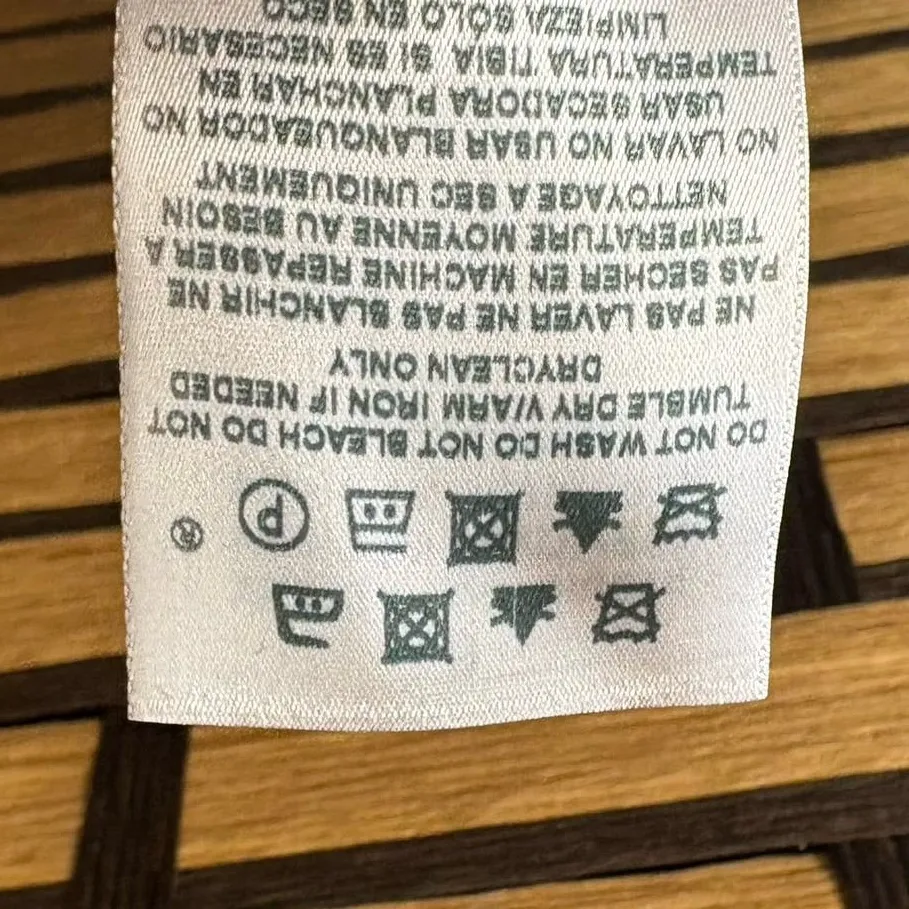 P ®
DO NOT WASH DO NOT BLEACH DO NOT
TUMBLE DRY WARM IRON IF NEEDED
DRYCLEAN ONLY
NE PAS LAVER NE PAS BLANCHIR NE
PAS SECHER EN MACHINE REPASSER A
TEMPERATURE MOYENNE AU BESOIN
NETTOYAGE A SEC UNIQUEMENT
NO LAVAR NO USAR BLANQUEADOR NO
USAR SECADORA PLANCHAR EN
TEMPERATURA TIBIA SI ES NECESARIO
LIMPIEZA SOLO EN SECO